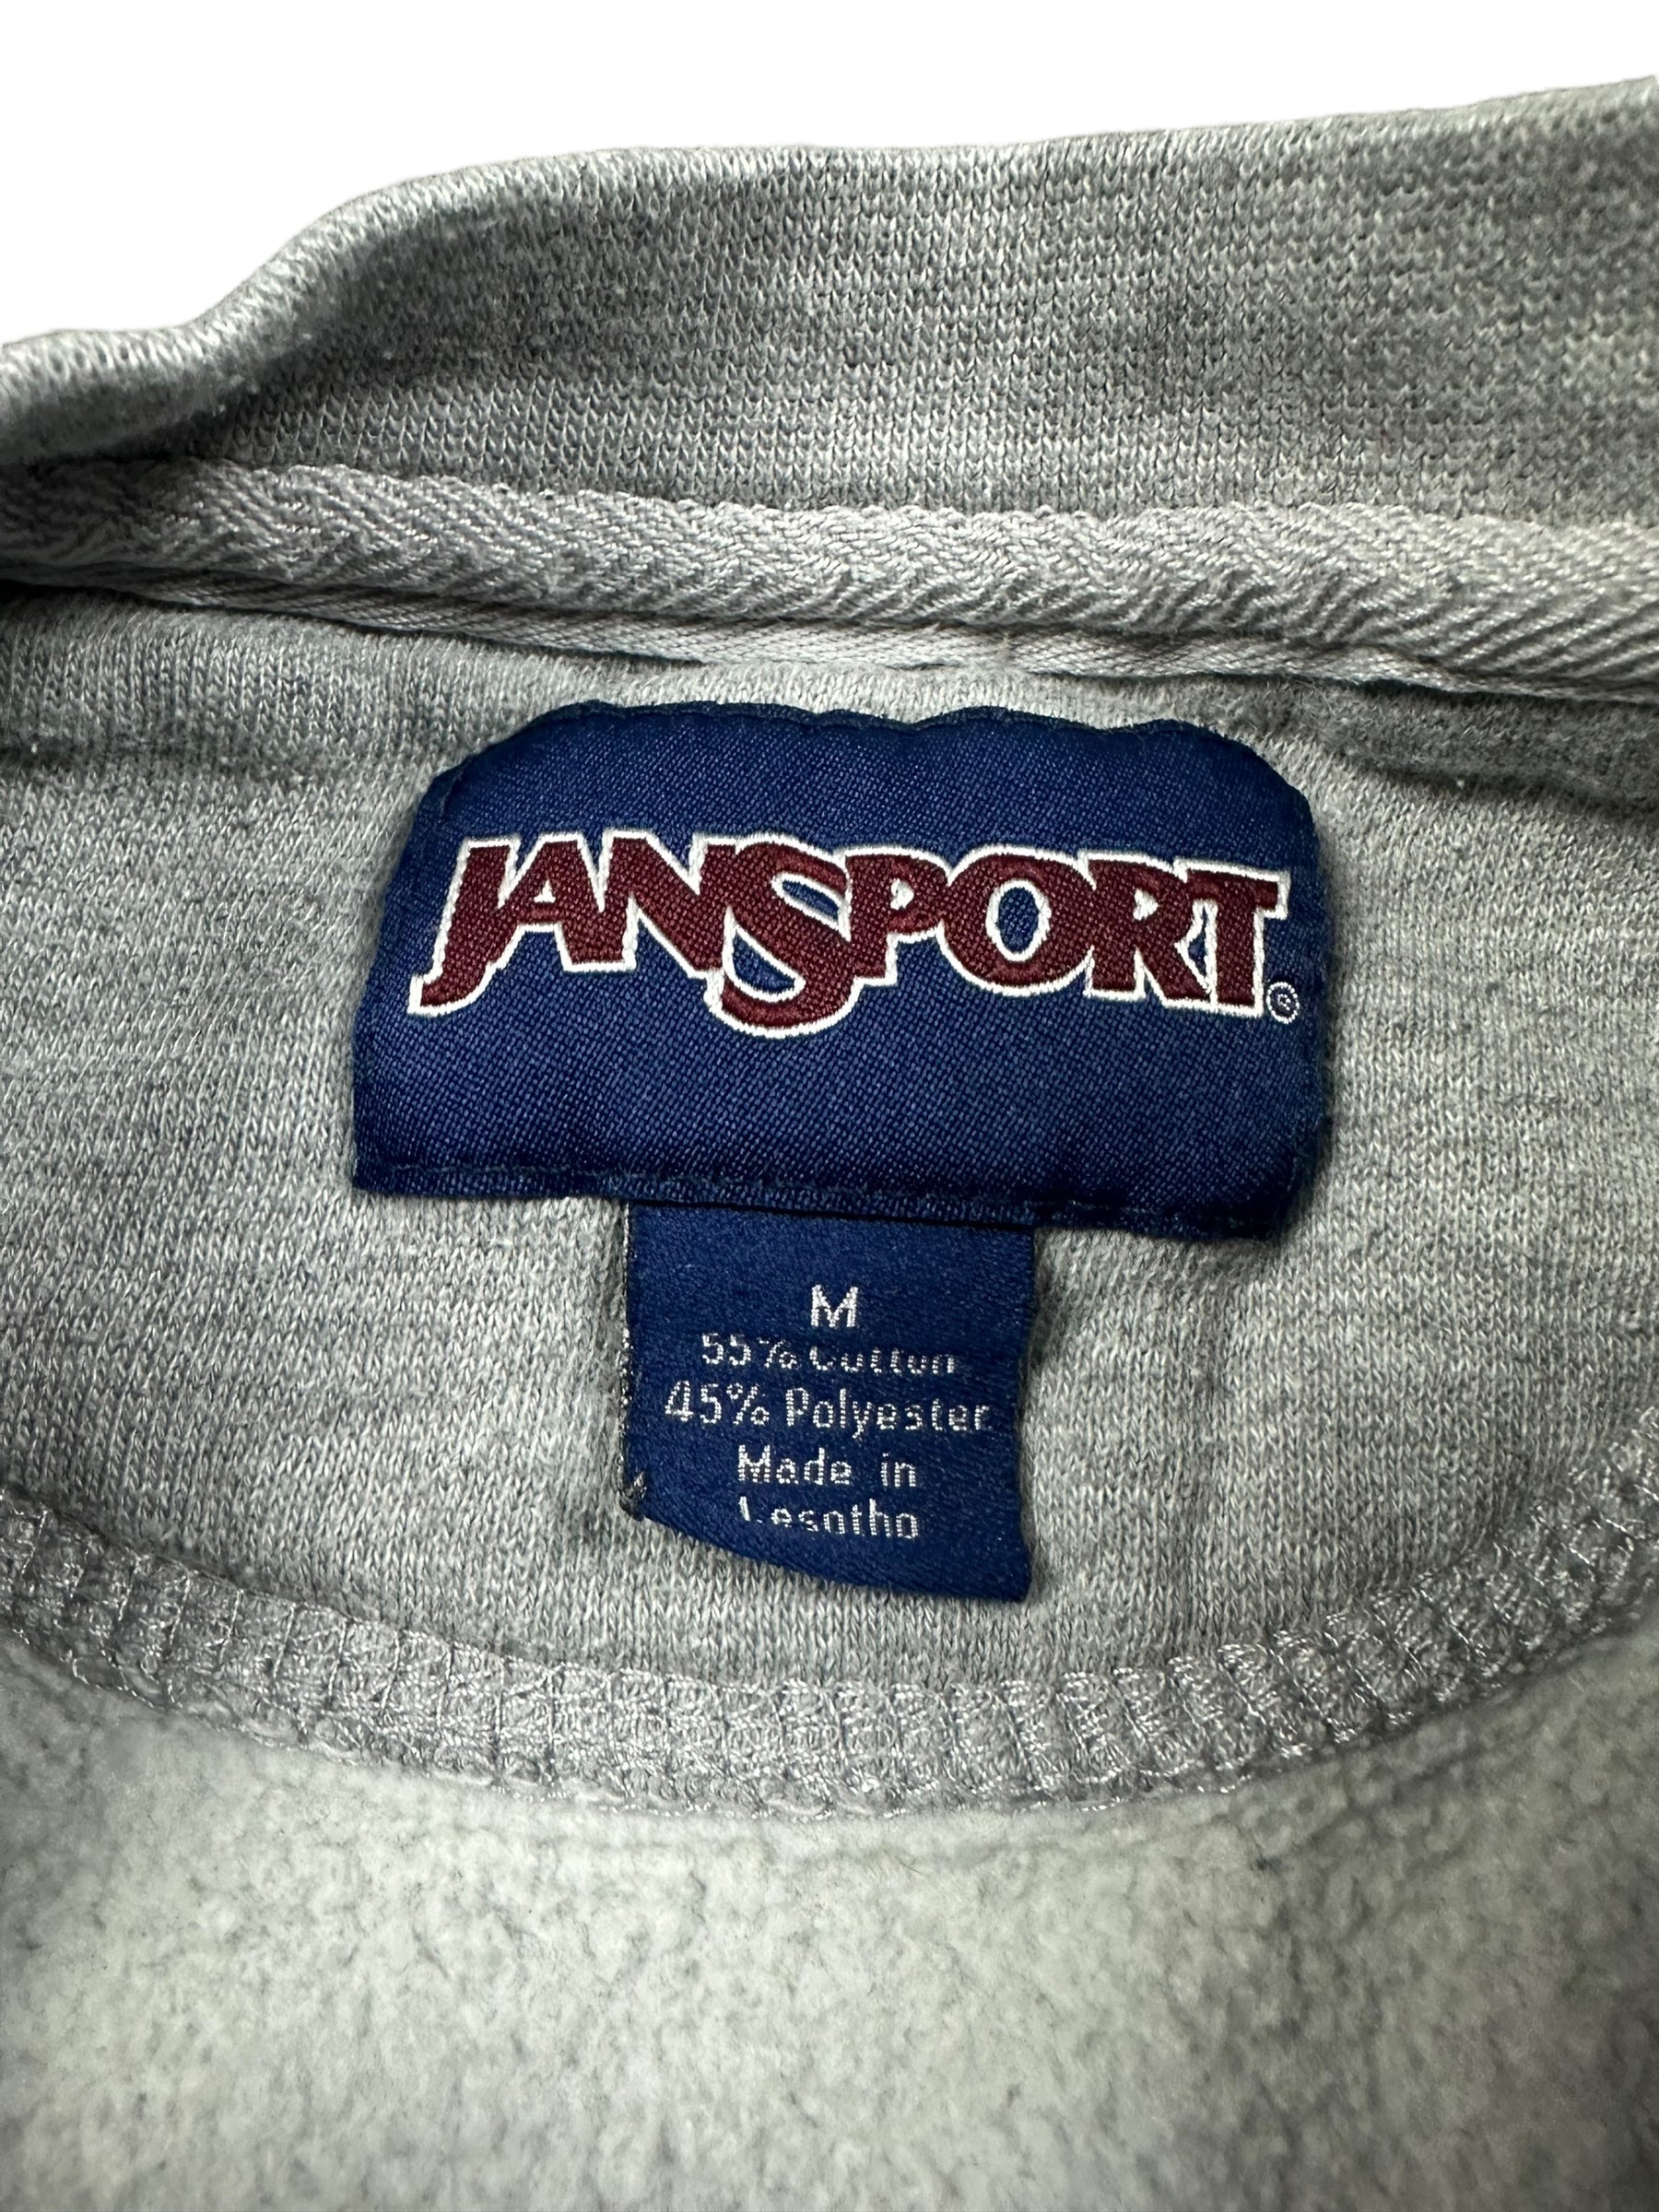 JANSPORT®
M
55% Cotton
45% Polyester
Made in
Lesotho